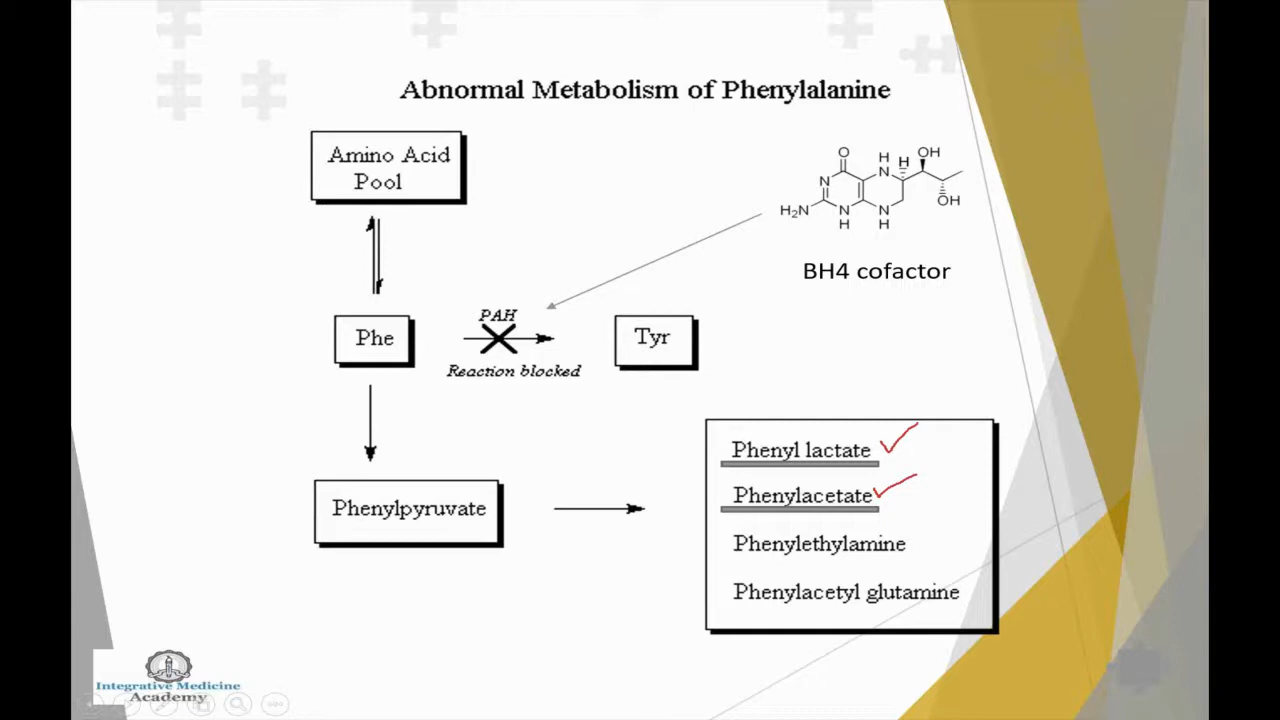 Abnormal Metabolism of Phenylalanine
Amino Acid
Pool
O
H
N
H
OH
N
H₂N
N
H
N
H
OH
BH4 cofactor
Phe
PAH
Reaction blocked
Tyr
Phenylpyruvate
Phenyl lactate
Phenylacetate
Phenylethylamine
Phenylacetyl glutamine
Integrative Medicine
Academy